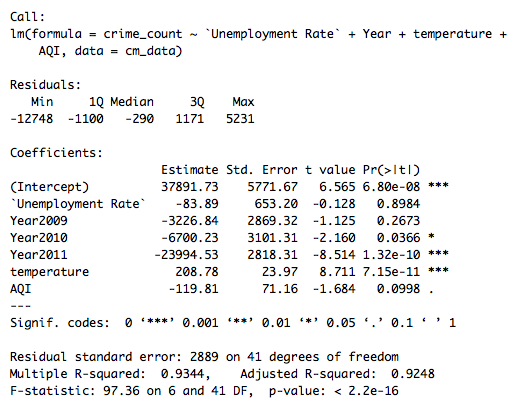 Call:
lm(formula = crime_count ~ `Unemployment Rate` + Year + temperature +
    AQI, data = cm_data)

Residuals:
   Min     1Q Median     3Q    Max
-12748  -1100   -290   1171   5231

Coefficients:
                     Estimate Std. Error t value Pr(>|t|)
(Intercept)          37891.73    5771.67   6.565 6.80e-08 ***
`Unemployment Rate`    -83.89     653.20  -0.128   0.8984
Year2009             -3226.84    2869.32  -1.125   0.2673
Year2010             -6700.23    3101.31  -2.160   0.0366 *
Year2011            -23994.53    2818.31  -8.514 1.32e-10 ***
temperature            208.78      23.97   8.711 7.15e-11 ***
AQI                   -119.81      71.16  -1.684   0.0998 .
---
Signif. codes:  0 ‘***’ 0.001 ‘**’ 0.01 ‘*’ 0.05 ‘.’ 0.1 ‘ ’ 1

Residual standard error: 2889 on 41 degrees of freedom
Multiple R-squared:  0.9344,    Adjusted R-squared:  0.9248
F-statistic: 97.36 on 6 and 41 DF,  p-value: < 2.2e-16